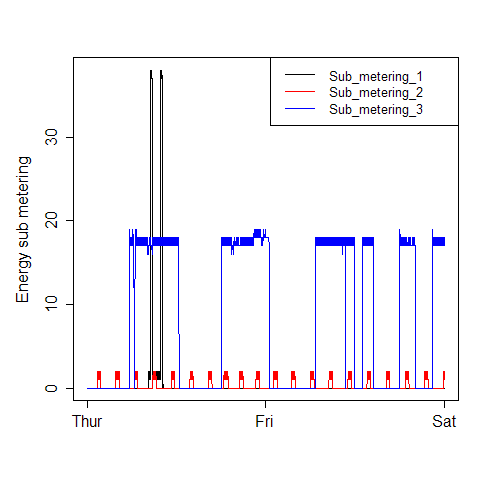 Sub_metering_1
Sub_metering_2
Sub_metering_3
Energy sub metering
30
20
10
0
Thur Fri Sat